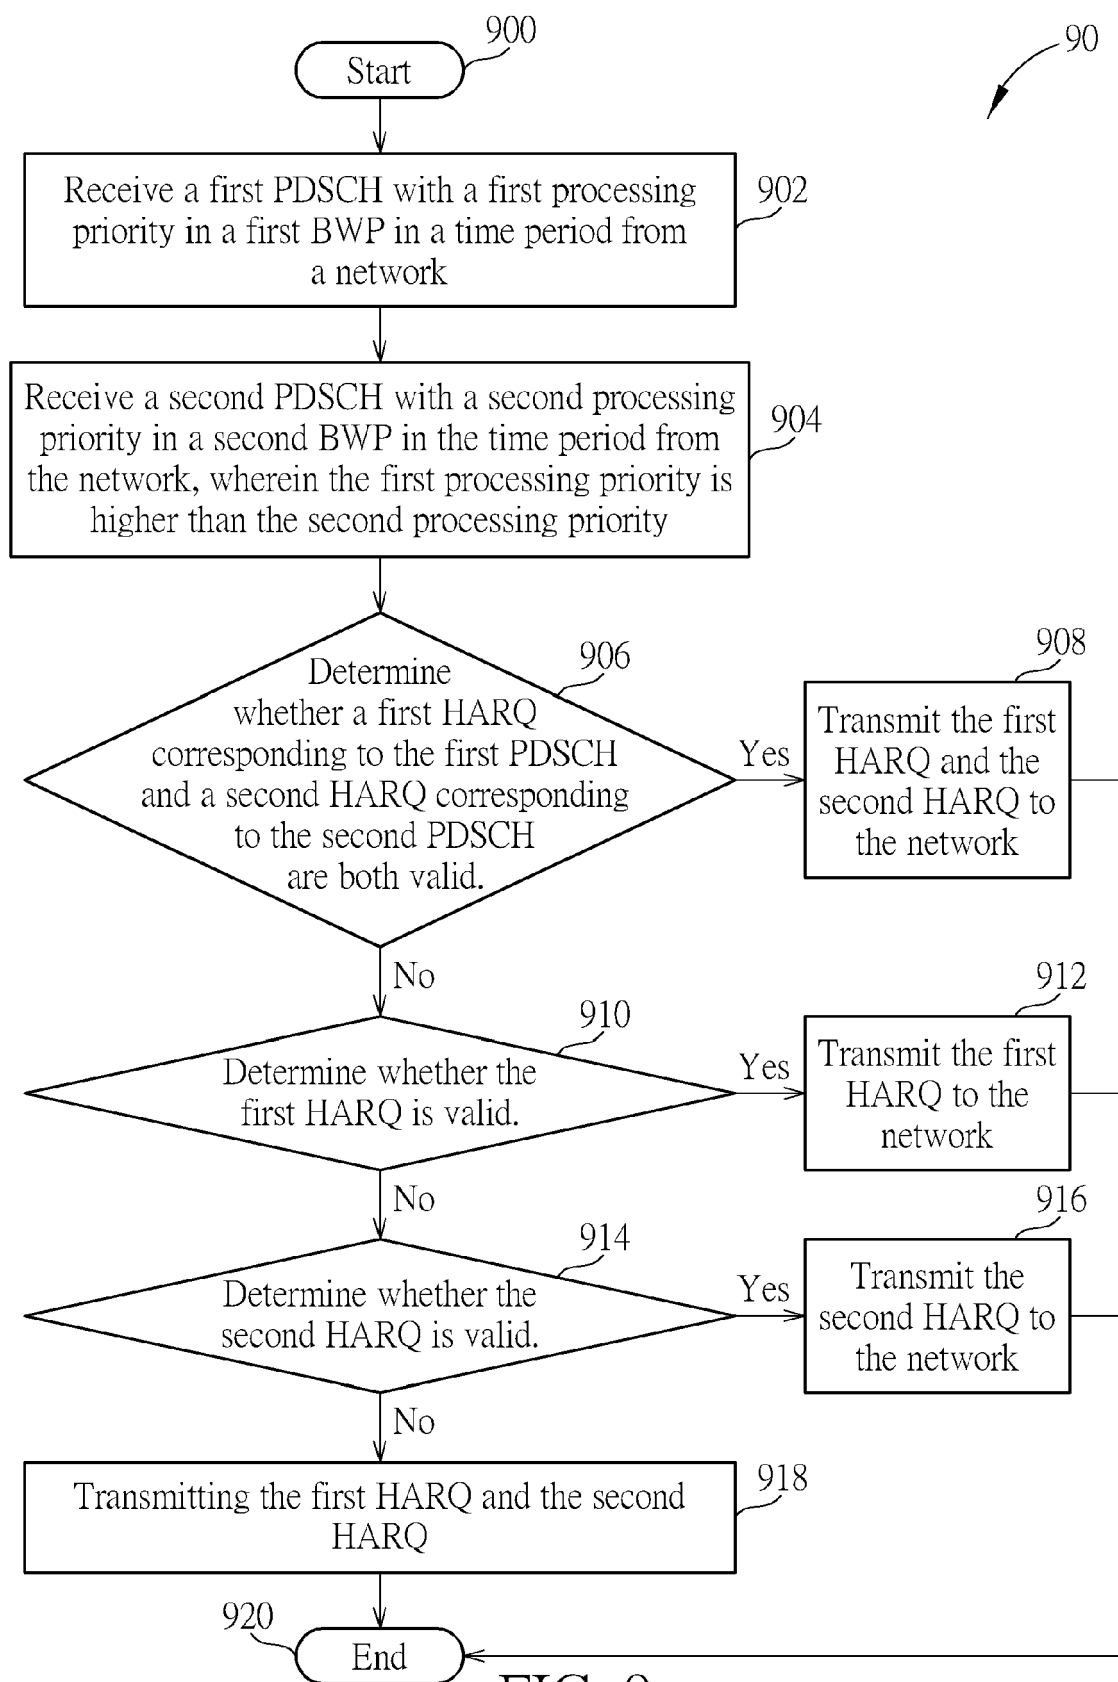 900
90
Start
Receive a first PDSCH with a first processing
priority in a first BWP in a time period from
a network
902
Receive a second PDSCH with a second processing
priority in a second BWP in the time period from
the network, wherein the first processing priority is
higher than the second processing priority
904
Determine
whether a first HARQ
corresponding to the first PDSCH
and a second HARQ corresponding
to the second PDSCH
are both valid.
906
Yes
908
Transmit the first
HARQ and the
second HARQ to
the network
No
910
Determine whether the
first HARQ is valid.
Yes
912
Transmit the first
HARQ to the
network
No
914
Determine whether the
second HARQ is valid.
Yes
916
Transmit the
second HARQ to
the network
No
Transmitting the first HARQ and the second
HARQ
918
920
End